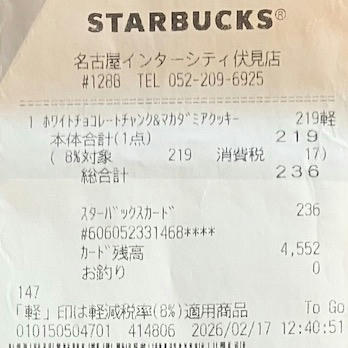 STARBUCKS®
名古屋インターシティ伏見店
#1288 TEL 052-209-6925
1 ﾎﾜｲﾄﾁｮｺﾚｰﾄﾁｬﾝｸ&ﾏｶﾀﾞﾐｱｸｯｷｰ 219軽
本体合計(1点) 219
( 8%対象 219 消費税 17)
総合計 236
ｽﾀｰﾊﾞｯｸｽｶｰﾄﾞ 236
#606052331468****
ｶｰﾄﾞ残高 4,552
お釣り 0
147
「軽」印は軽減税率(8%)適用商品 To Go
010150504701 414806 2026/02/17 12:40:51